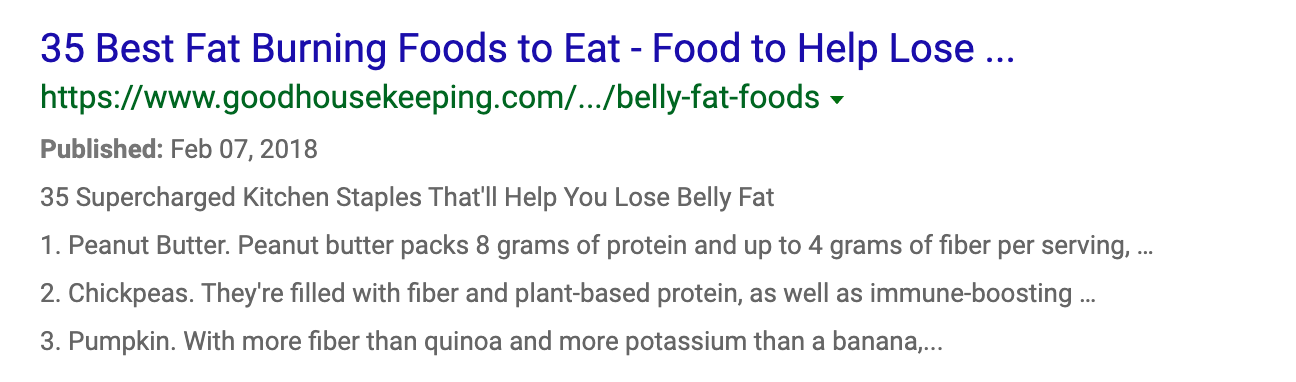 35 Best Fat Burning Foods to Eat - Food to Help Lose ...
https://www.goodhousekeeping.com/.../belly-fat-foods
Published: Feb 07, 2018
35 Supercharged Kitchen Staples That'll Help You Lose Belly Fat
1. Peanut Butter. Peanut butter packs 8 grams of protein and up to 4 grams of fiber per serving, ...
2. Chickpeas. They're filled with fiber and plant-based protein, as well as immune-boosting ...
3. Pumpkin. With more fiber than quinoa and more potassium than a banana,...